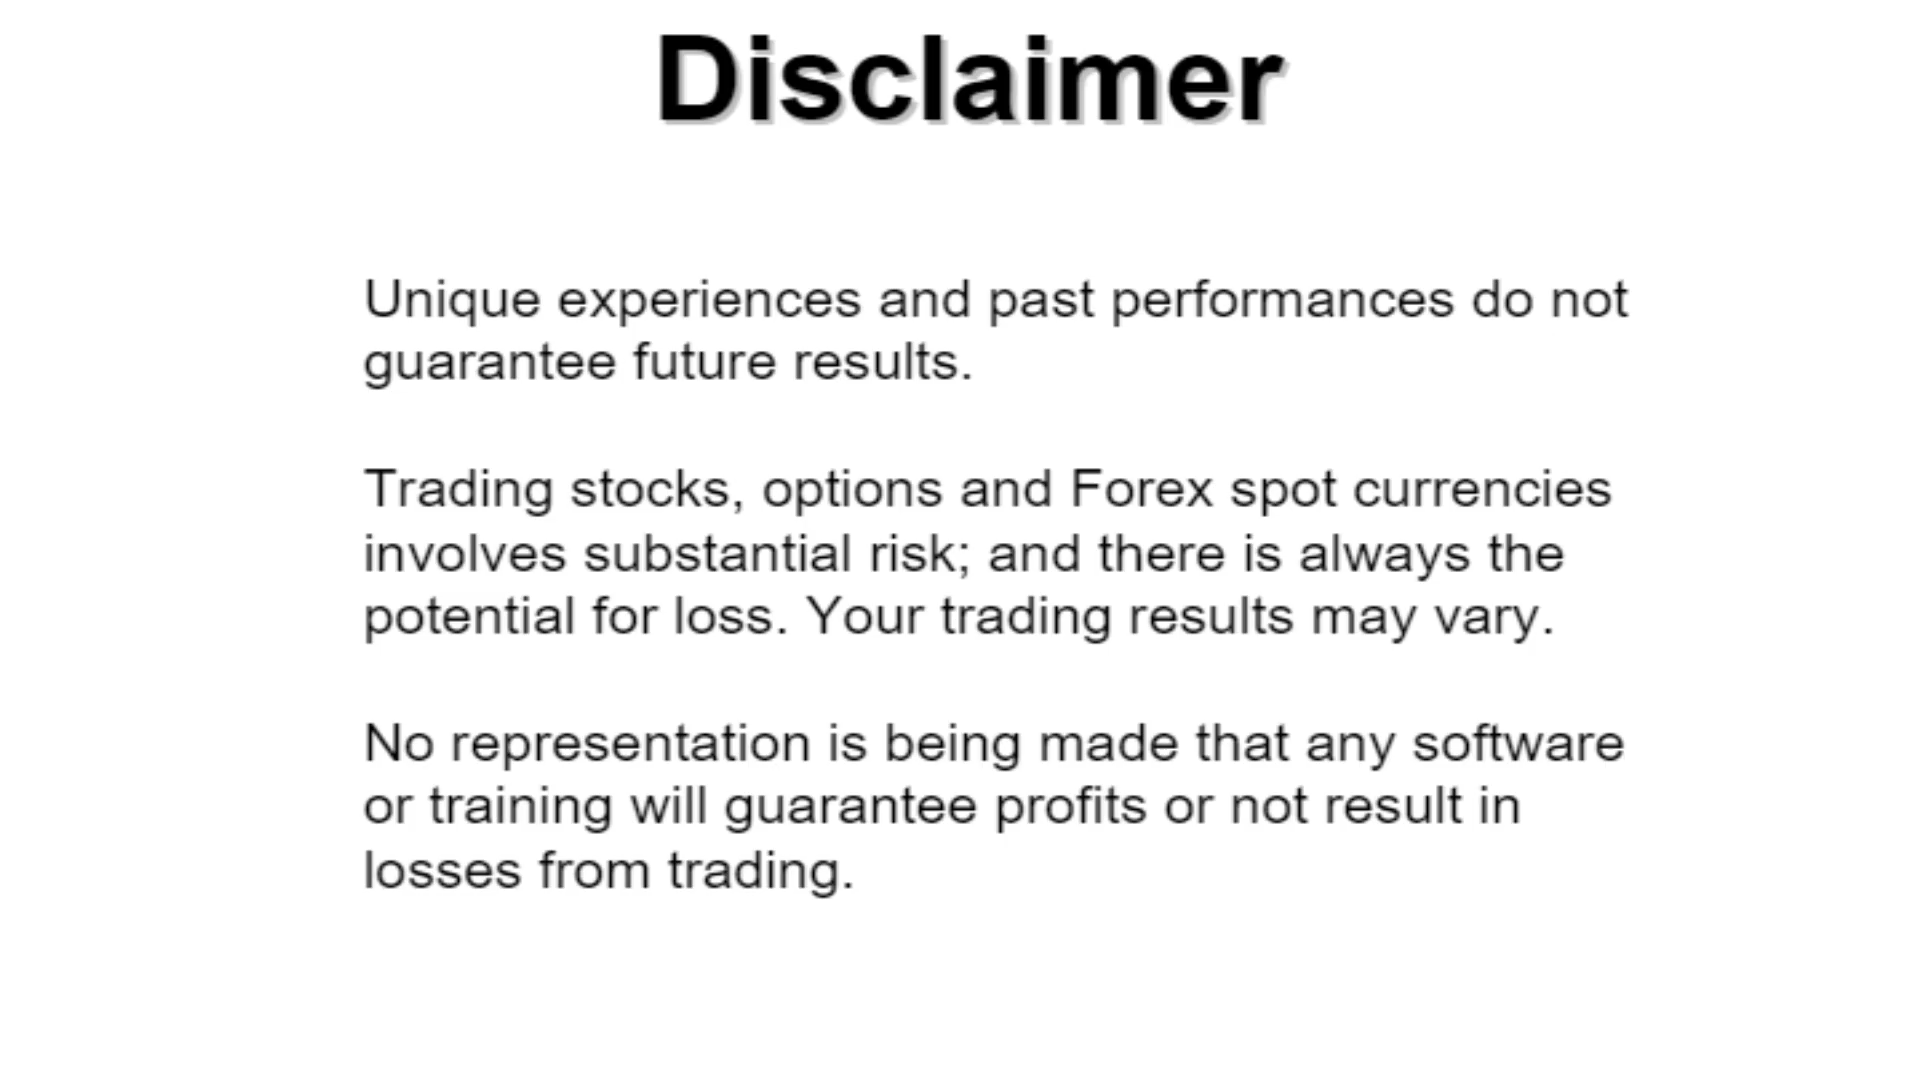 Disclaimer
Unique experiences and past performances do not
guarantee future results.
Trading stocks, options and Forex spot currencies
involves substantial risk; and there is always the
potential for loss. Your trading results may vary.
No representation is being made that any software
or training will guarantee profits or not result in
losses from trading.